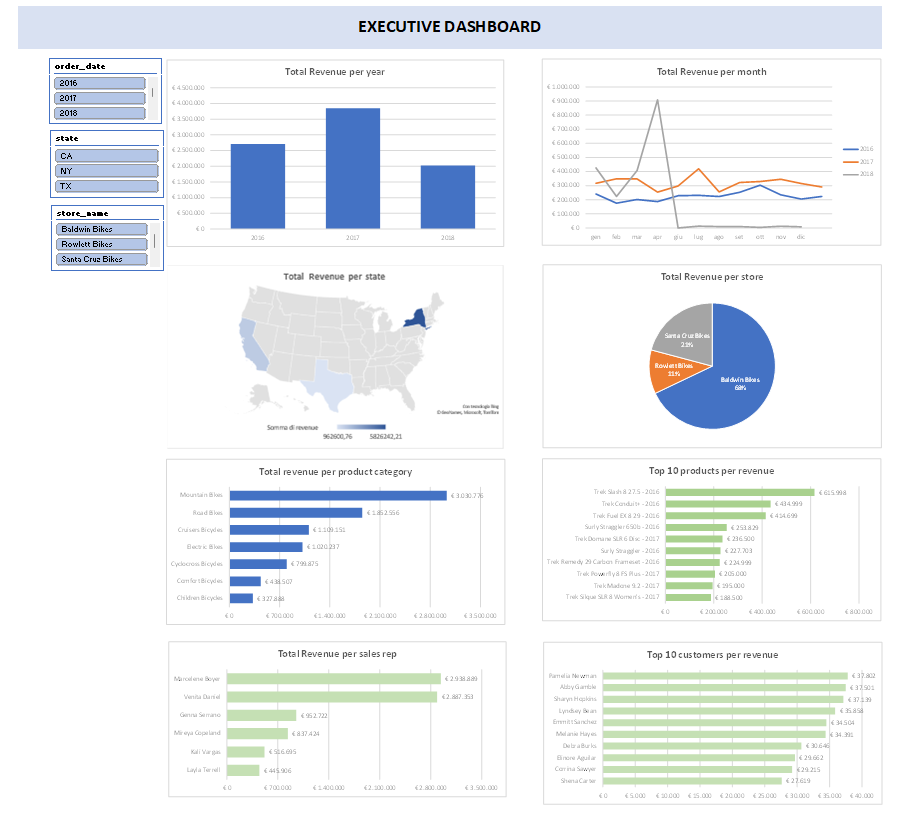 EXECUTIVE DASHBOARD
order_date
2016
2017
2018
state
CA
NY
TX
store_name
Baldwin Bikes
Rowlett Bikes
Santa Cruz Bikes
Total Revenue per year
€ 4.500.000
€ 4.000.000
€ 3.500.000
€ 3.000.000
€ 2.500.000
€ 2.000.000
€ 1.500.000
€ 1.000.000
€ 500.000
€ 0
2016 2017 2018
Total Revenue per month
€ 1.000.000
€ 900.000
€ 800.000
€ 700.000
€ 600.000
€ 500.000
€ 400.000
€ 300.000
€ 200.000
€ 100.000
€ 0
gen feb mar apr giu lug ago set ott nov dic
2016
2017
2018
Total Revenue per state
Con tecnologia Bing
© GeoNames, Microsoft, TomTom
Somma di revenue
962600,76 5826242,21
Total Revenue per store
Santa Cruz Bikes
21%
Rowlett Bikes
11%
Baldwin Bikes
68%
Total revenue per product category
Mountain Bikes € 3.030.776
Road Bikes € 1.852.556
Cruisers Bicycles € 1.109.151
Electric Bikes € 1.020.237
Cyclocross Bicycles € 799.875
Comfort Bicycles € 438.507
Children Bicycles € 327.888
€ 0 € 700.000 € 1.400.000 € 2.100.000 € 2.800.000 € 3.500.000
Top 10 products per revenue
Trek Slash 8 27.5 - 2016 € 615.998
Trek Conduit+ - 2016 € 434.999
Trek Fuel EX 8 29 - 2016 € 414.699
Surly Straggler 650b - 2016 € 253.829
Trek Domane SLR 6 Disc - 2017 € 236.500
Surly Straggler - 2016 € 227.703
Trek Remedy 29 Carbon Frameset - 2016 € 224.999
Trek Powerfly 8 FS Plus - 2017 € 205.000
Trek Madone 9.2 - 2017 € 195.000
Trek Silque SLR 8 Women's - 2017 € 188.500
€ 0 € 200.000 € 400.000 € 600.000 € 800.000
Total Revenue per sales rep
Marcelene Boyer € 2.938.889
Venita Daniel € 2.887.353
Genna Serrano € 952.722
Mireya Copeland € 837.424
Kali Vargas € 516.695
Layla Terrell € 445.906
€ 0 € 700.000 € 1.400.000 € 2.100.000 € 2.800.000 € 3.500.000
Top 10 customers per revenue
Pamelia Newman € 37.802
Abby Gamble € 37.501
Sharyn Hopkins € 37.139
Lyndsey Bean € 35.858
Emmitt Sanchez € 34.504
Melanie Hayes € 34.391
Debra Burks € 30.646
Elinore Aguilar € 29.662
Corrina Sawyer € 29.215
Shena Carter € 27.619
€ 0 € 5.000 € 10.000 € 15.000 € 20.000 € 25.000 € 30.000 € 35.000 € 40.000